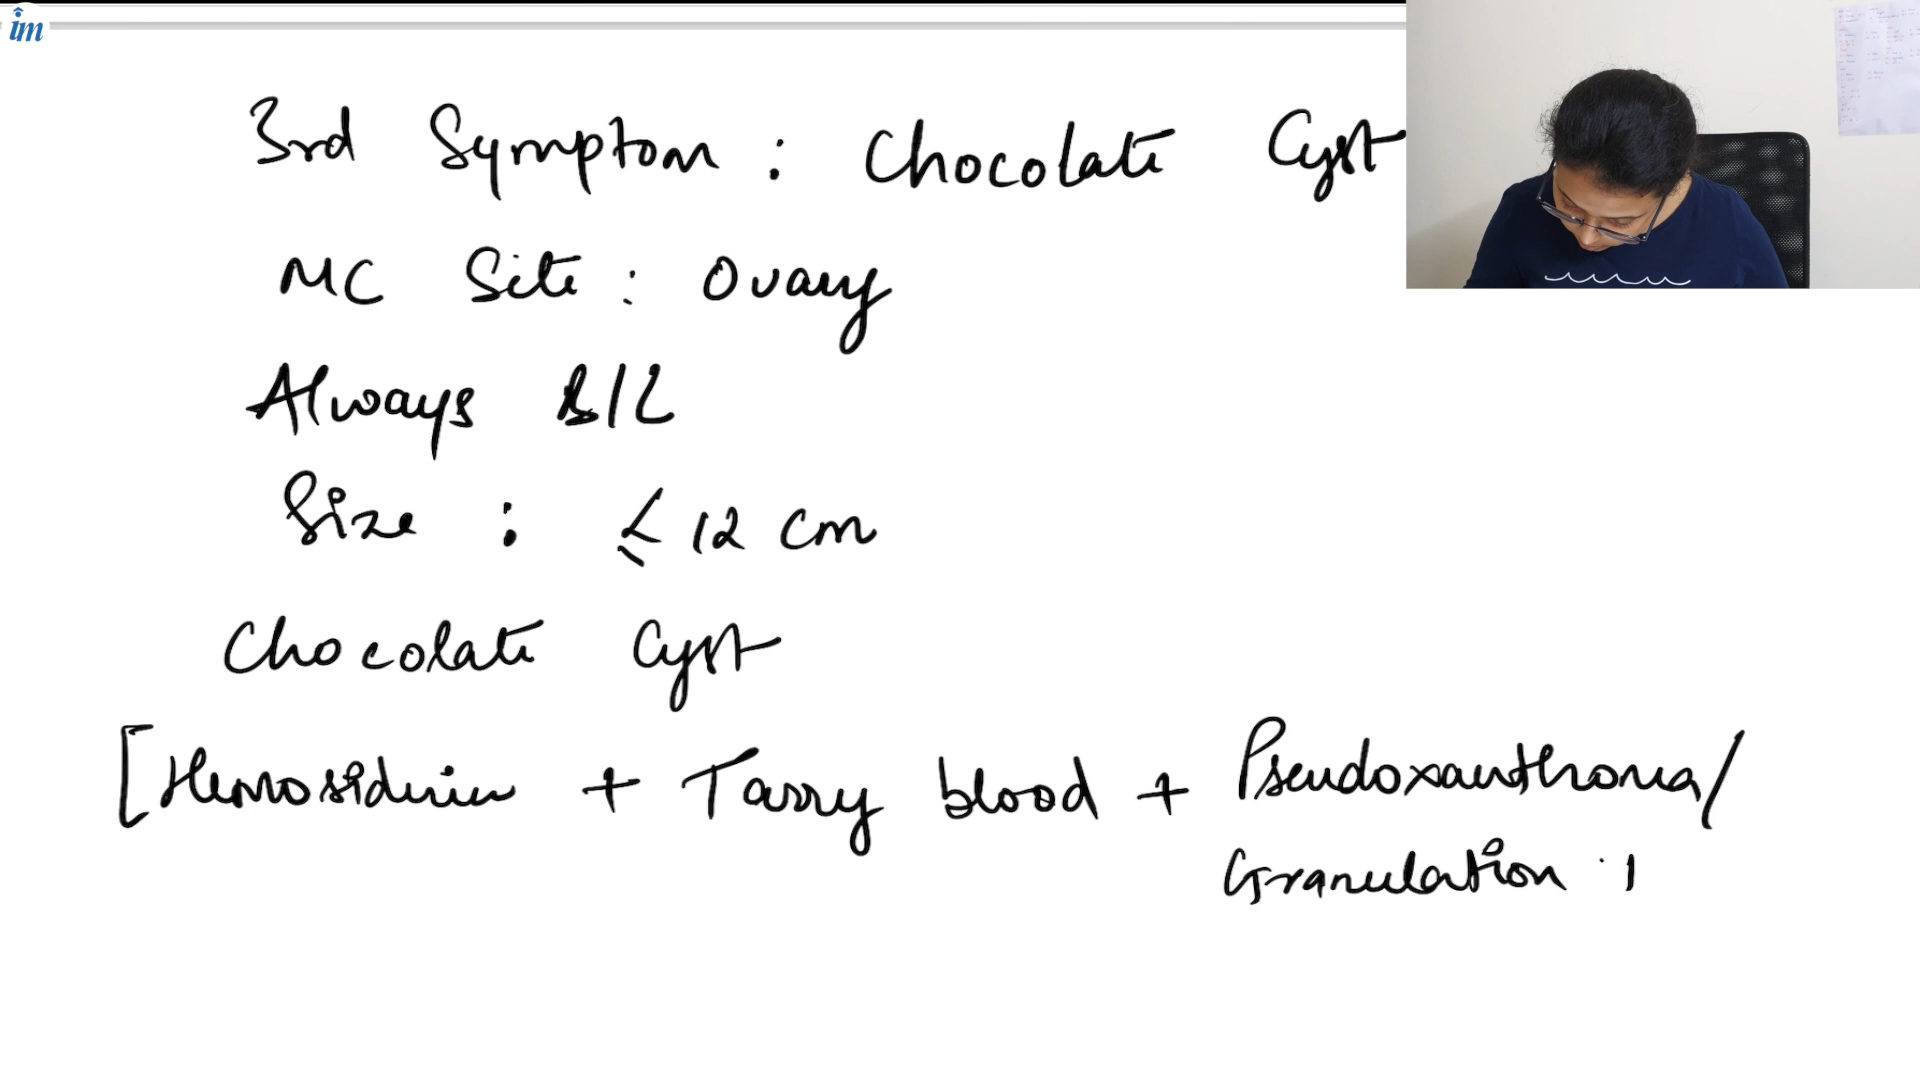 im
3rd Symptom : Chocolate Cyst
MC Site : Ovary
Always B/L
Size : ≤ 12 cm
Chocolate Cyst
[Hemosiderin + Tarry blood + Pseudoxanthoma/
Granulation :